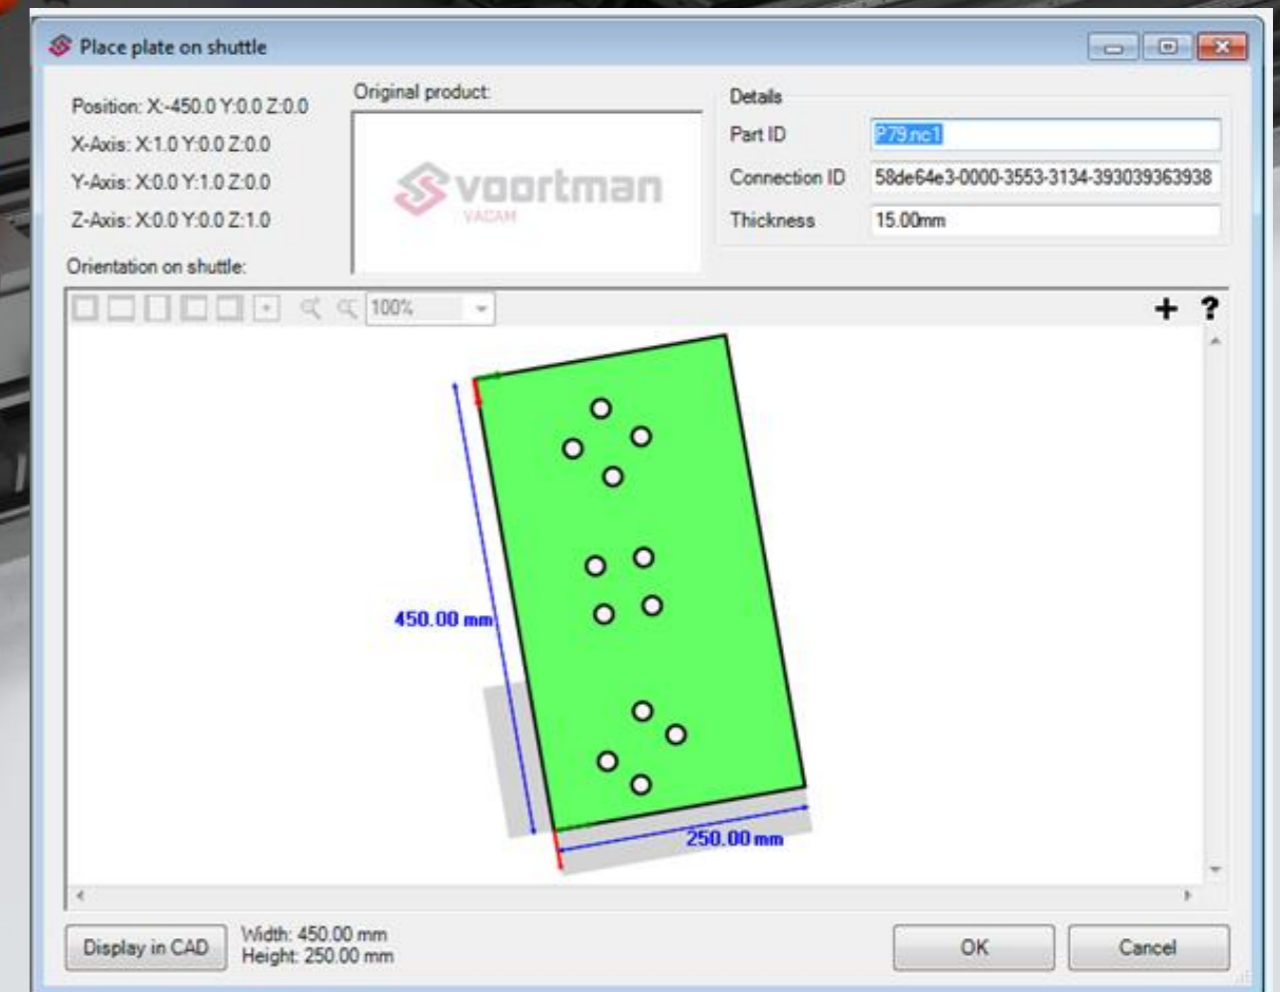 Place plate on shuttle
Position: X:-450.0 Y:0.0 Z:0.0
X-Axis: X:1.0 Y:0.0 Z:0.0
Y-Axis: X:0.0 Y:1.0 Z:0.0
Z-Axis: X:0.0 Y:0.0 Z:1.0
Orientation on shuttle:
Original product:
voortman
VACAM
Details
Part ID P79.nc1
Connection ID 58de64e3-0000-3553-3134-393039363938
Thickness 15.00mm
100%
+ ?
450.00 mm
250.00 mm
Display in CAD
Width: 450.00 mm
Height: 250.00 mm
OK
Cancel